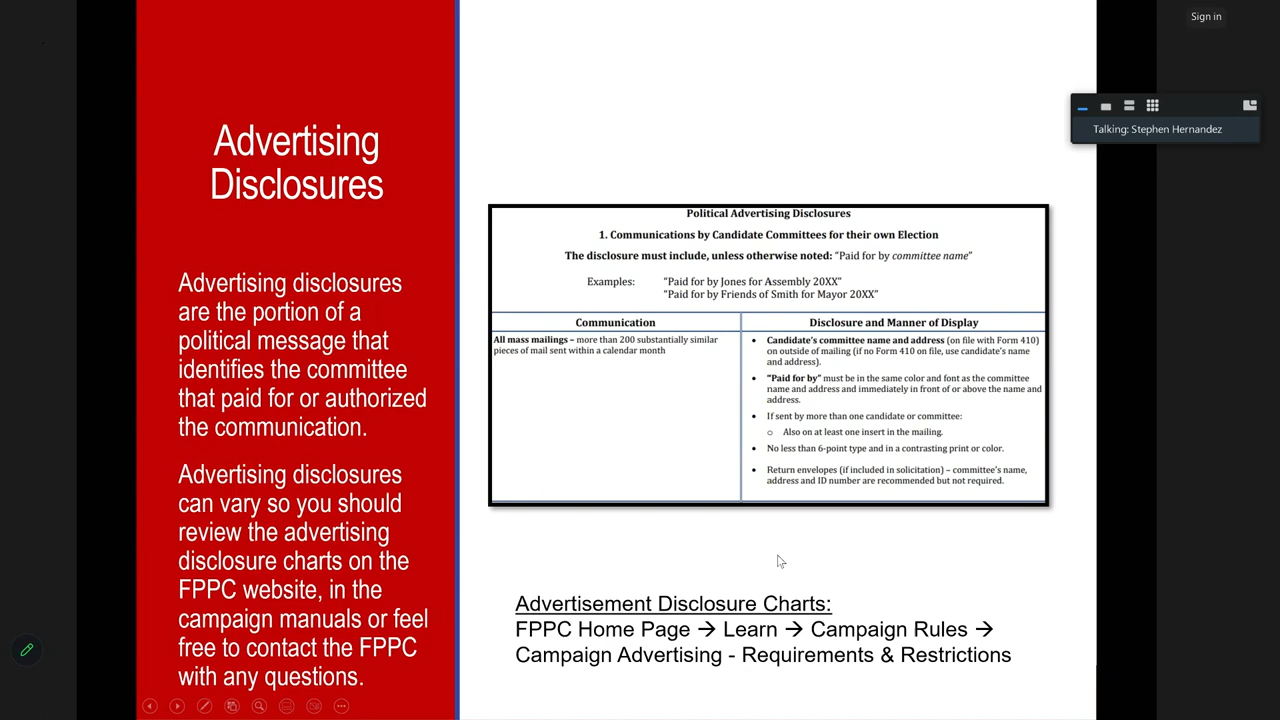 Sign in
Talking: Stephen Hernandez
Advertising
Disclosures
Advertising disclosures
are the portion of a
political message that
identifies the committee
that paid for or authorized
the communication.
Advertising disclosures
can vary so you should
review the advertising
disclosure charts on the
FPPC website, in the
campaign manuals or feel
free to contact the FPPC
with any questions.
Political Advertising Disclosures
1. Communications by Candidate Committees for their own Election
The disclosure must include, unless otherwise noted: “Paid for by committee name”
Examples: “Paid for by Jones for Assembly 20XX”
“Paid for by Friends of Smith for Mayor 20XX”
Communication
All mass mailings – more than 200 substantially similar
pieces of mail sent within a calendar month
Disclosure and Manner of Display
• Candidate’s committee name and address (on file with Form 410)
on outside of mailing (if no Form 410 on file, use candidate’s name
and address).
• “Paid for by” must be in the same color and font as the committee
name and address and immediately in front of or above the name and
address.
• If sent by more than one candidate or committee:
o Also on at least one insert in the mailing.
• No less than 6-point type and in a contrasting print or color.
• Return envelopes (if included in solicitation) – committee’s name,
address and ID number are recommended but not required.
Advertisement Disclosure Charts:
FPPC Home Page → Learn → Campaign Rules →
Campaign Advertising - Requirements & Restrictions